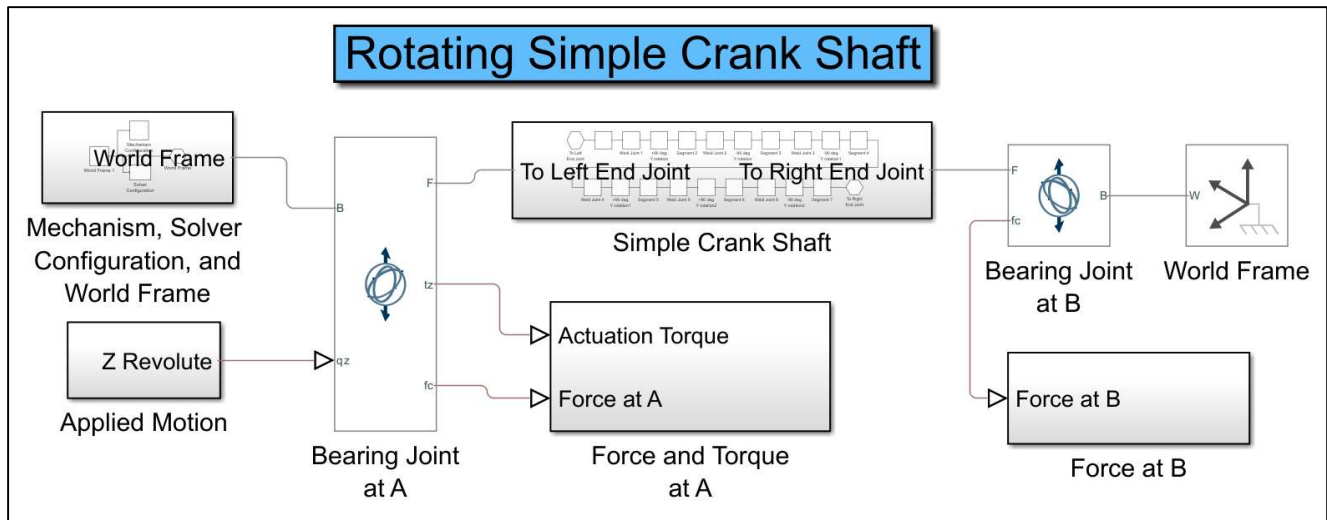 Rotating Simple Crank Shaft
World Frame
Mechanism, Solver
Configuration, and
World Frame
Z Revolute
Applied Motion
B
qz
F
tz
fc
Bearing Joint
at A
To Left End Joint
To Right End Joint
Simple Crank Shaft
Actuation Torque
Force at A
Force and Torque
at A
F
fc
B
Bearing Joint
at B
W
World Frame
Force at B
Force at B